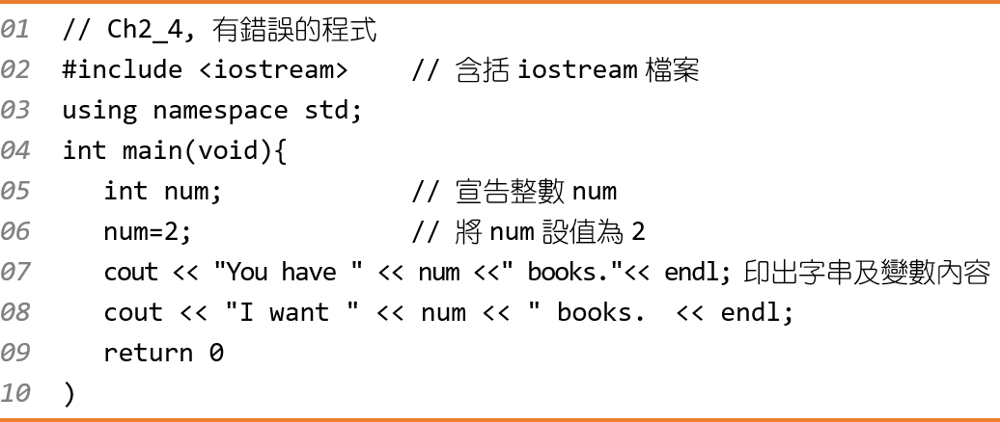 01 // Ch2_4, 有錯誤的程式
02 #include <iostream> // 含括 iostream 檔案
03 using namespace std;
04 int main(void){
05 int num; // 宣告整數 num
06 num=2; // 將 num 設值為 2
07 cout << "You have " << num <<" books."<< endl; 印出字串及變數內容
08 cout << "I want " << num << " books.  << endl;
09 return 0
10 )